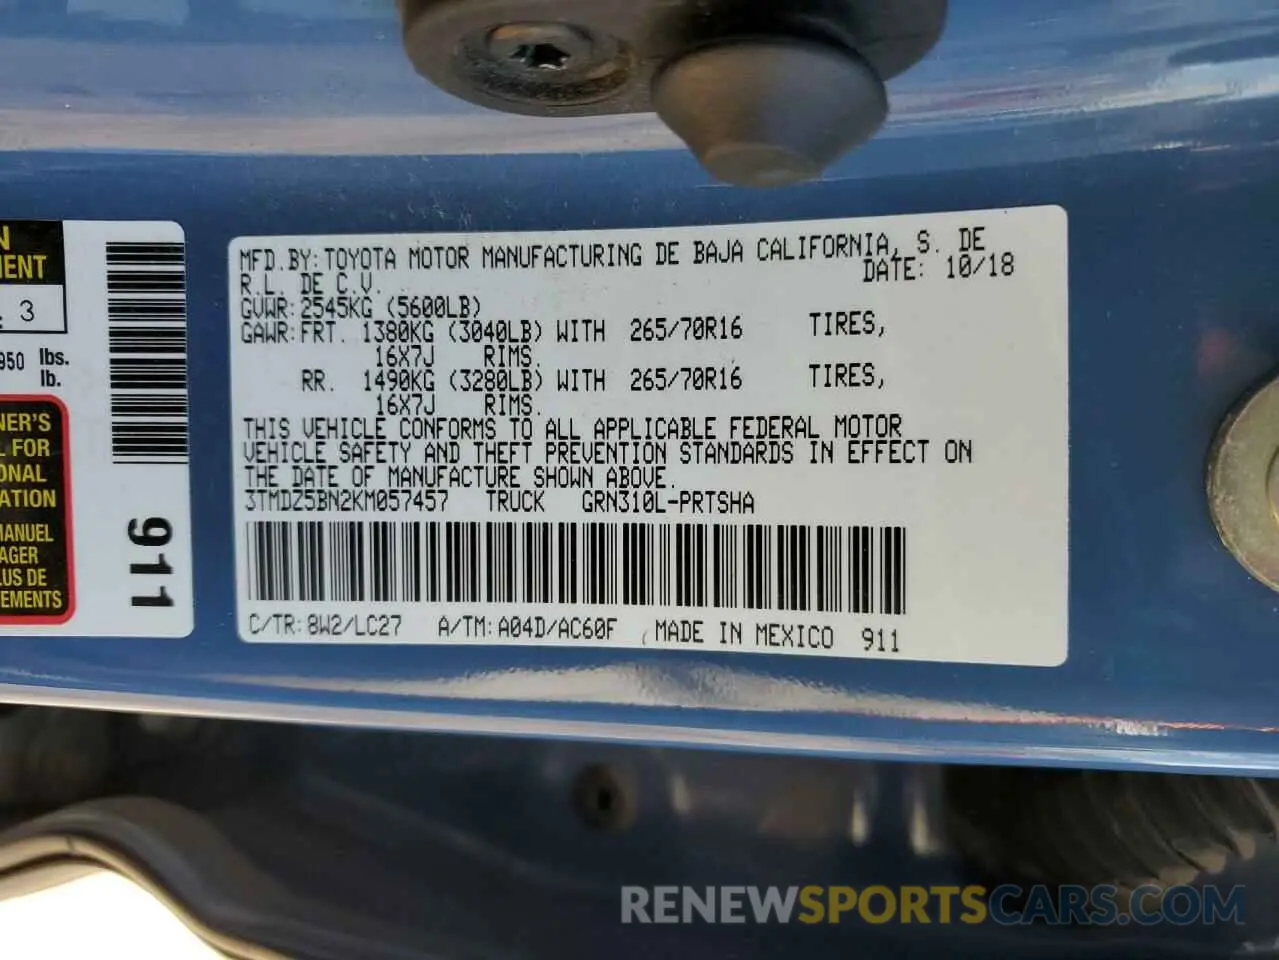 MFD.BY:TOYOTA MOTOR MANUFACTURING DE BAJA CALIFORNIA, S. DE
R.L. DE C.V. DATE: 10/18
GVWR:2545KG (5600LB)
GAWR:FRT. 1380KG (3040LB) WITH 265/70R16 TIRES,
16X7J RIMS.
RR. 1490KG (3280LB) WITH 265/70R16 TIRES,
16X7J RIMS.
THIS VEHICLE CONFORMS TO ALL APPLICABLE FEDERAL MOTOR
VEHICLE SAFETY AND THEFT PREVENTION STANDARDS IN EFFECT ON
THE DATE OF MANUFACTURE SHOWN ABOVE.
3TMDZ5BN2KM057457 TRUCK GRN310L-PRTSHA
C/TR:8W2/LC27 A/TM:A04D/AC60F MADE IN MEXICO 911
3
950 lbs.
lb.
911
RENEWSPORTSCARS.COM